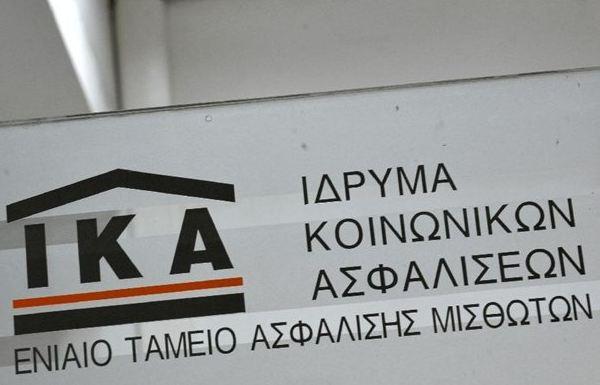 ΙΚΑ
ΙΔΡΥΜΑ
ΚΟΙΝΩΝΙΚΩΝ
ΑΣΦΑΛΙΣΕΩΝ
ΕΝΙΑΙΟ ΤΑΜΕΙΟ ΑΣΦΑΛΙΣΗΣ ΜΙΣΘΩΤΩΝ